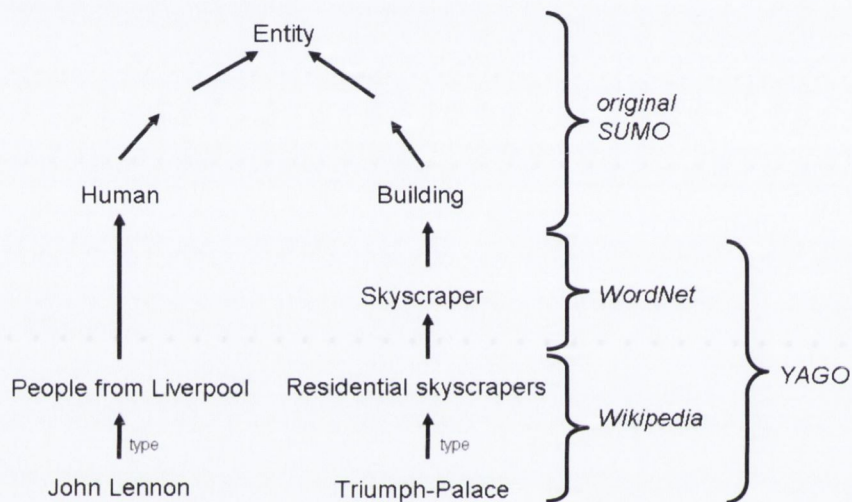 Entity
original
SUMO
Human
Building
Skyscraper
WordNet
People from Liverpool
Residential skyscrapers
YAGO
Wikipedia
type
type
John Lennon
Triumph-Palace